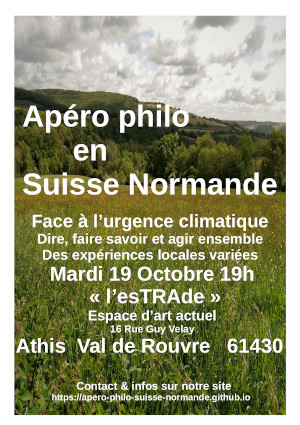 Apéro philo
en
Suisse Normande
Face à l'urgence climatique
Dire, faire savoir et agir ensemble
Des expériences locales variées
Mardi 19 Octobre 19h
« l'esTRAde »
Espace d'art actuel
16 Rue Guy Velay
Athis Val de Rouvre 61430
Contact & infos sur notre site
https://apero-philo-suisse-normande.github.io